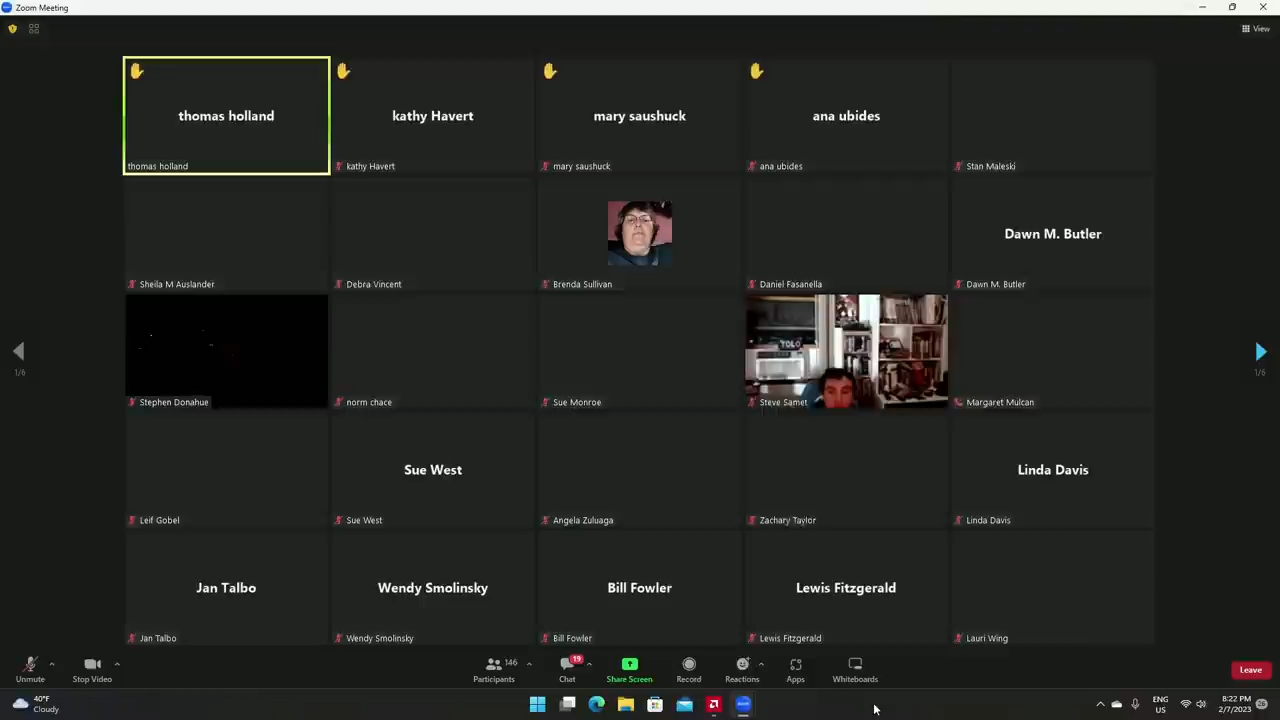 Zoom Meeting
View
thomas holland
kathy Havert
mary saushuck
ana ubides
thomas holland
kathy Havert
mary saushuck
ana ubides
Stan Maleski
Dawn M. Butler
Sheila M Auslander
Debra Vincent
Brenda Sullivan
Daniel Fasanella
Dawn M. Butler
YOLO
1/6
1/6
Stephen Donahue
norm chace
Sue Monroe
Steve Samet
Margaret Mulcan
Sue West
Linda Davis
Leif Gobel
Sue West
Angela Zuluaga
Zachary Taylor
Linda Davis
Jan Talbo
Wendy Smolinsky
Bill Fowler
Lewis Fitzgerald
Jan Talbo
Wendy Smolinsky
Bill Fowler
Lewis Fitzgerald
Lauri Wing
146
19
Unmute
Stop Video
Participants
Chat
Share Screen
Record
Reactions
Apps
Whiteboards
Leave
40°F
Cloudy
ENG
US
8:22 PM
2/7/2023